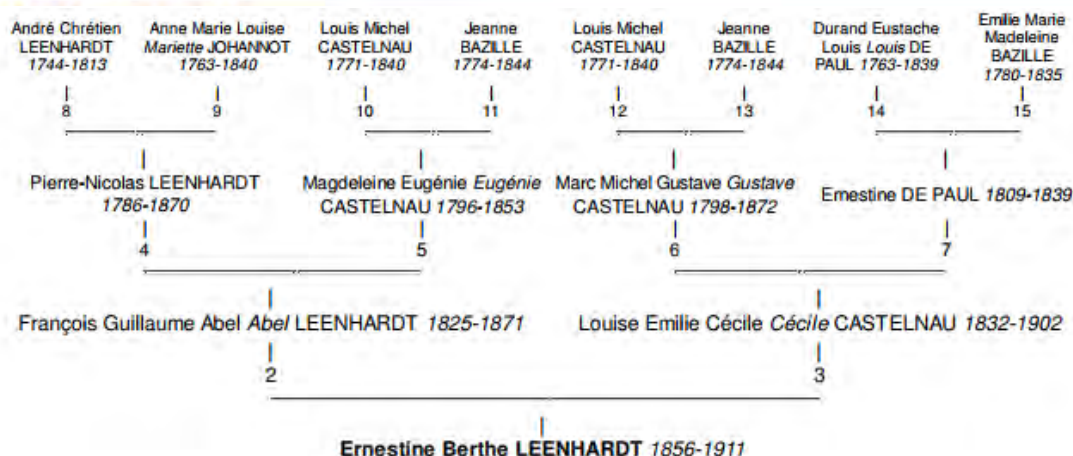 André Chrétien
LEENHARDT
1744-1813
Anne Marie Louise
Mariette JOHANNOT
1763-1840
Louis Michel
CASTELNAU
1771-1840
Jeanne
BAZILLE
1774-1844
Louis Michel
CASTELNAU
1771-1840
Jeanne
BAZILLE
1774-1844
Durand Eustache
Louis Louis DE
PAUL 1763-1839
Emilie Marie
Madeleine
BAZILLE
1780-1835
8
9
10
11
12
13
14
15
Pierre-Nicolas LEENHARDT
1786-1870
Magdeleine Eugénie Eugénie
CASTELNAU 1796-1853
Marc Michel Gustave Gustave
CASTELNAU 1798-1872
Ernestine DE PAUL 1809-1839
4
5
6
7
François Guillaume Abel Abel LEENHARDT 1825-1871
Louise Emilie Cécile Cécile CASTELNAU 1832-1902
2
3
Ernestine Berthe LEENHARDT 1856-1911